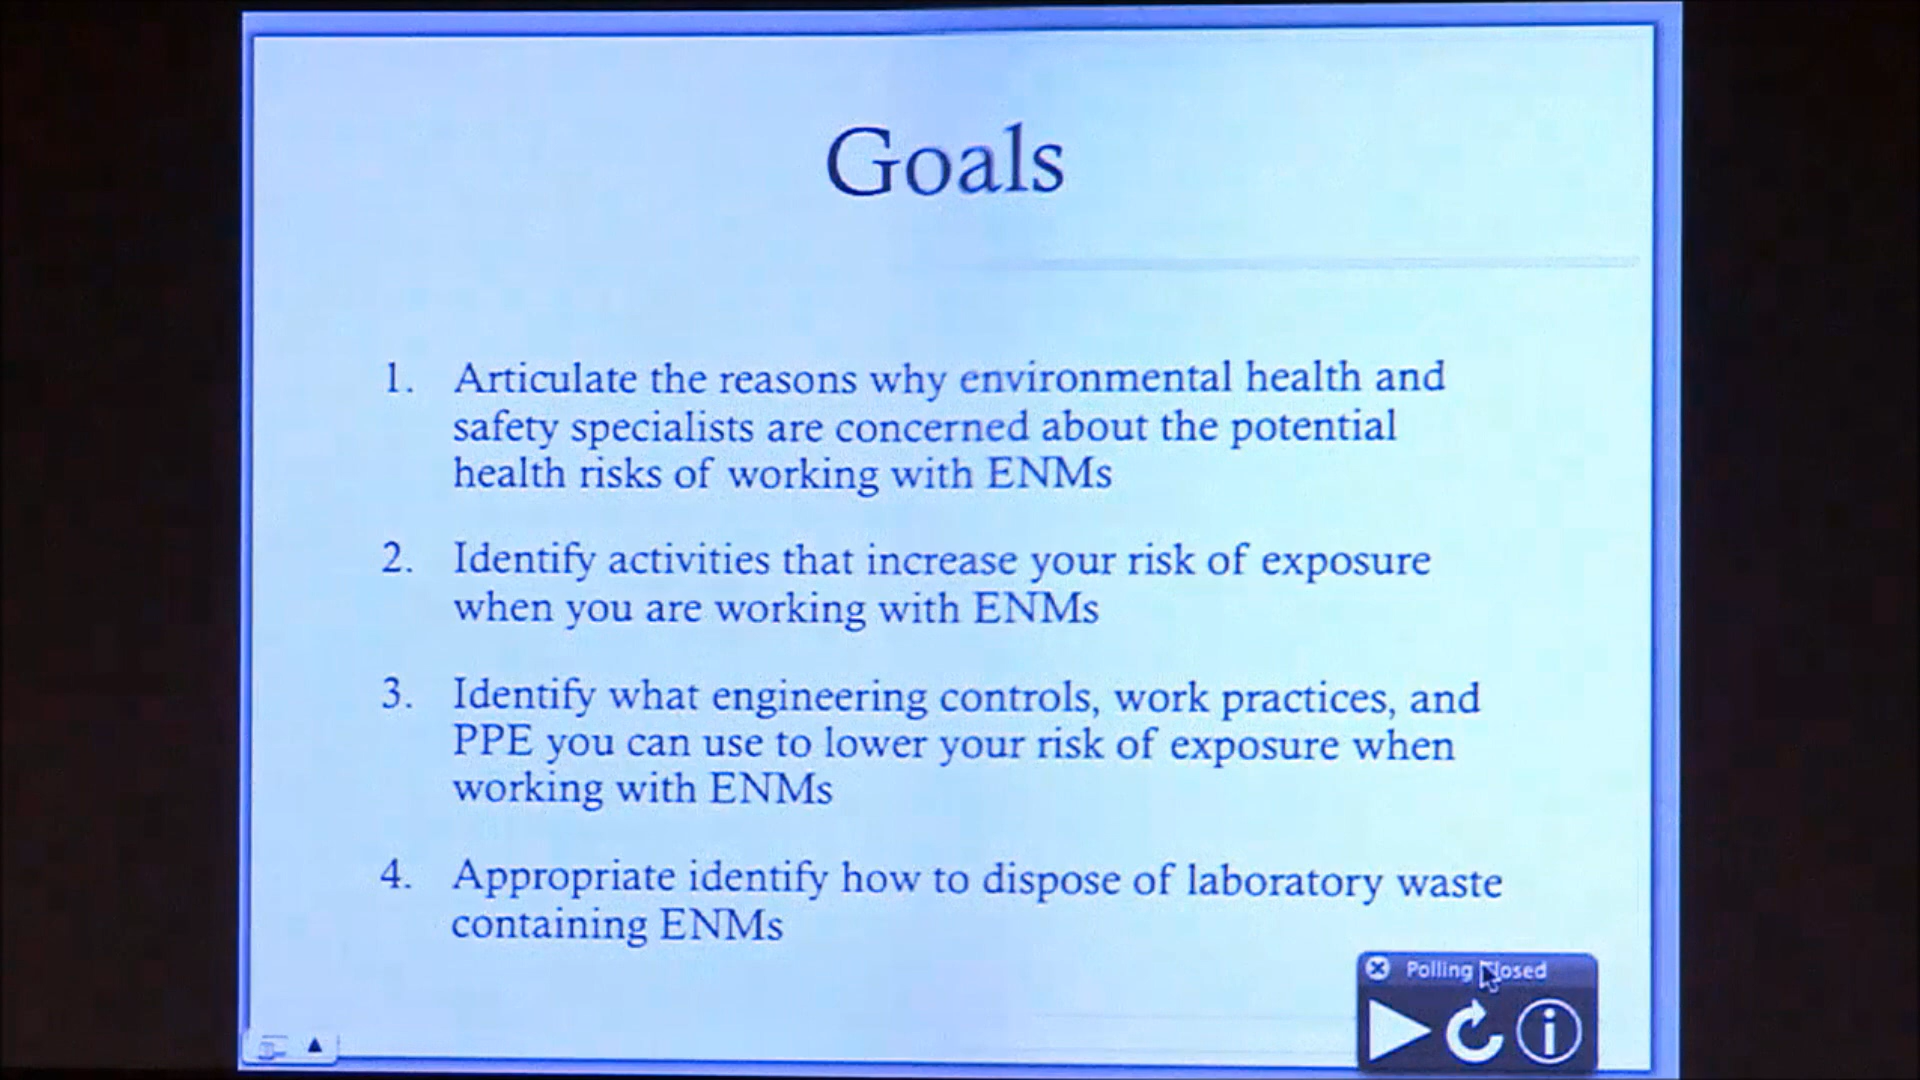 Goals
1. Articulate the reasons why environmental health and
safety specialists are concerned about the potential
health risks of working with ENMs
2. Identify activities that increase your risk of exposure
when you are working with ENMs
3. Identify what engineering controls, work practices, and
PPE you can use to lower your risk of exposure when
working with ENMs
4. Appropriate identify how to dispose of laboratory waste
containing ENMs
Polling Closed